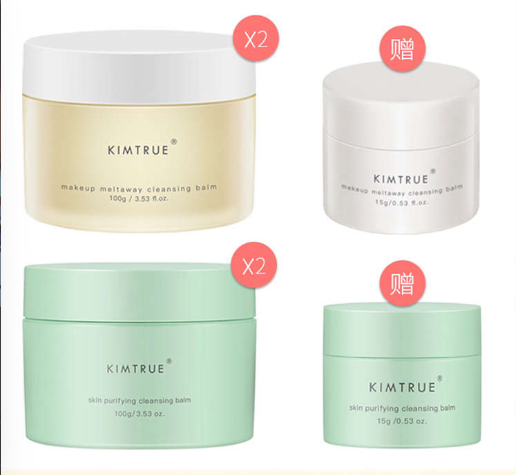 X2
KIMTRUE®
makeup meltaway cleansing balm
100g / 3.53 fl.oz.
赠
KIMTRUE®
makeup meltaway cleansing balm
15g/0.53 fl.oz.
X2
KIMTRUE®
skin purifying cleansing balm
100g/3.53 oz.
赠
KIMTRUE®
skin purifying cleansing balm
15g /0.53 oz.